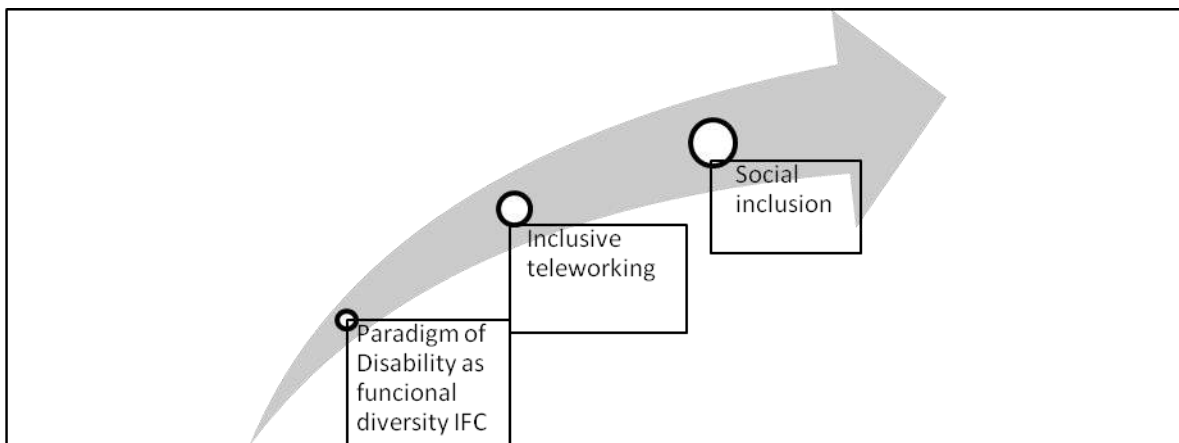 Social
inclusion
Inclusive
teleworking
Paradigm of
Disability as
funcional
diversity IFC